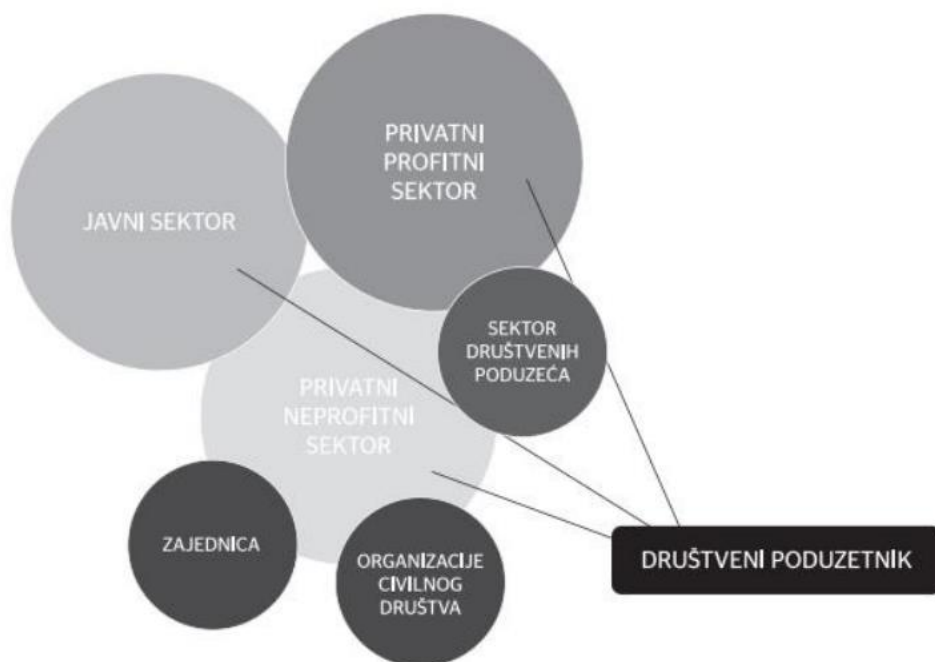 PRIVATNI
PROFITNI
SEKTOR
JAVNI SEKTOR
SEKTOR
DRUŠTVENIH
PODUZEĆA
PRIVATNI
NEPROFITNI
SEKTOR
ZAJEDNICA
ORGANIZACIJE
CIVILNOG
DRUŠTVA
DRUŠTVENI PODUZETNIK